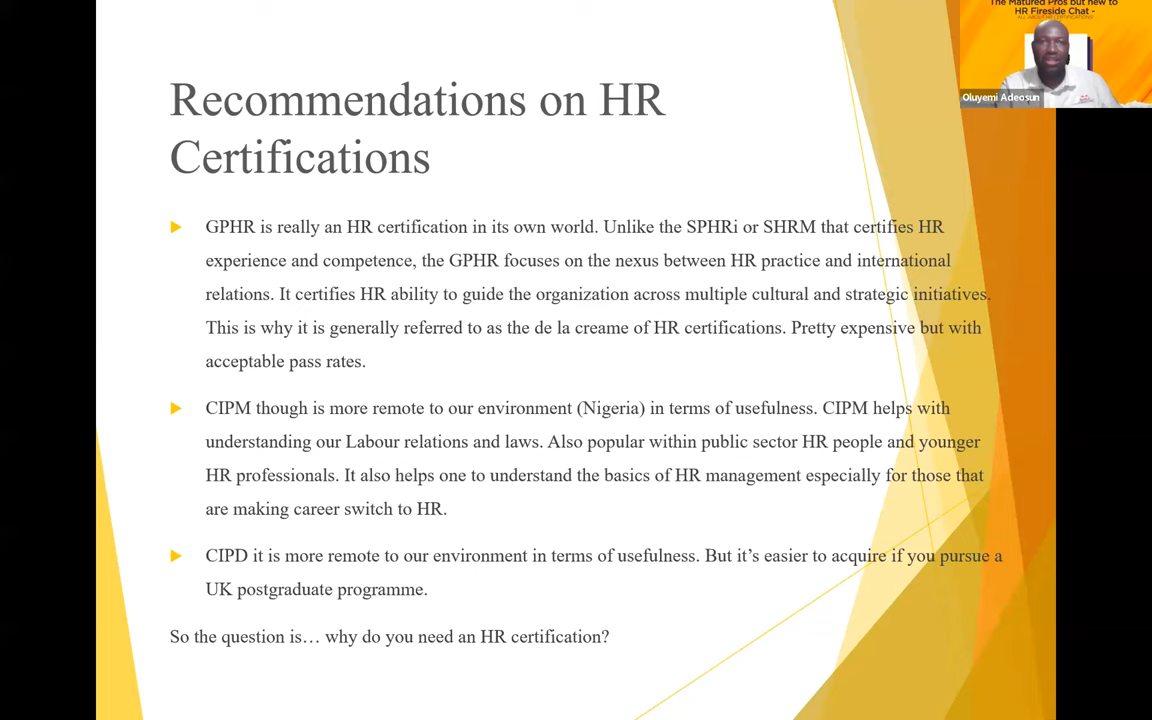 The Matured Pros but new to
HR Fireside Chat -
ALL ABOUT HR CERTIFICATIONS
Oluyemi Adeosun
Recommendations on HR
Certifications
GPHR is really an HR certification in its own world. Unlike the SPHRi or SHRM that certifies HR
experience and competence, the GPHR focuses on the nexus between HR practice and international
relations. It certifies HR ability to guide the organization across multiple cultural and strategic initiatives.
This is why it is generally referred to as the de la creame of HR certifications. Pretty expensive but with
acceptable pass rates.
CIPM though is more remote to our environment (Nigeria) in terms of usefulness. CIPM helps with
understanding our Labour relations and laws. Also popular within public sector HR people and younger
HR professionals. It also helps one to understand the basics of HR management especially for those that
are making career switch to HR.
CIPD it is more remote to our environment in terms of usefulness. But it’s easier to acquire if you pursue a
UK postgraduate programme.
So the question is… why do you need an HR certification?